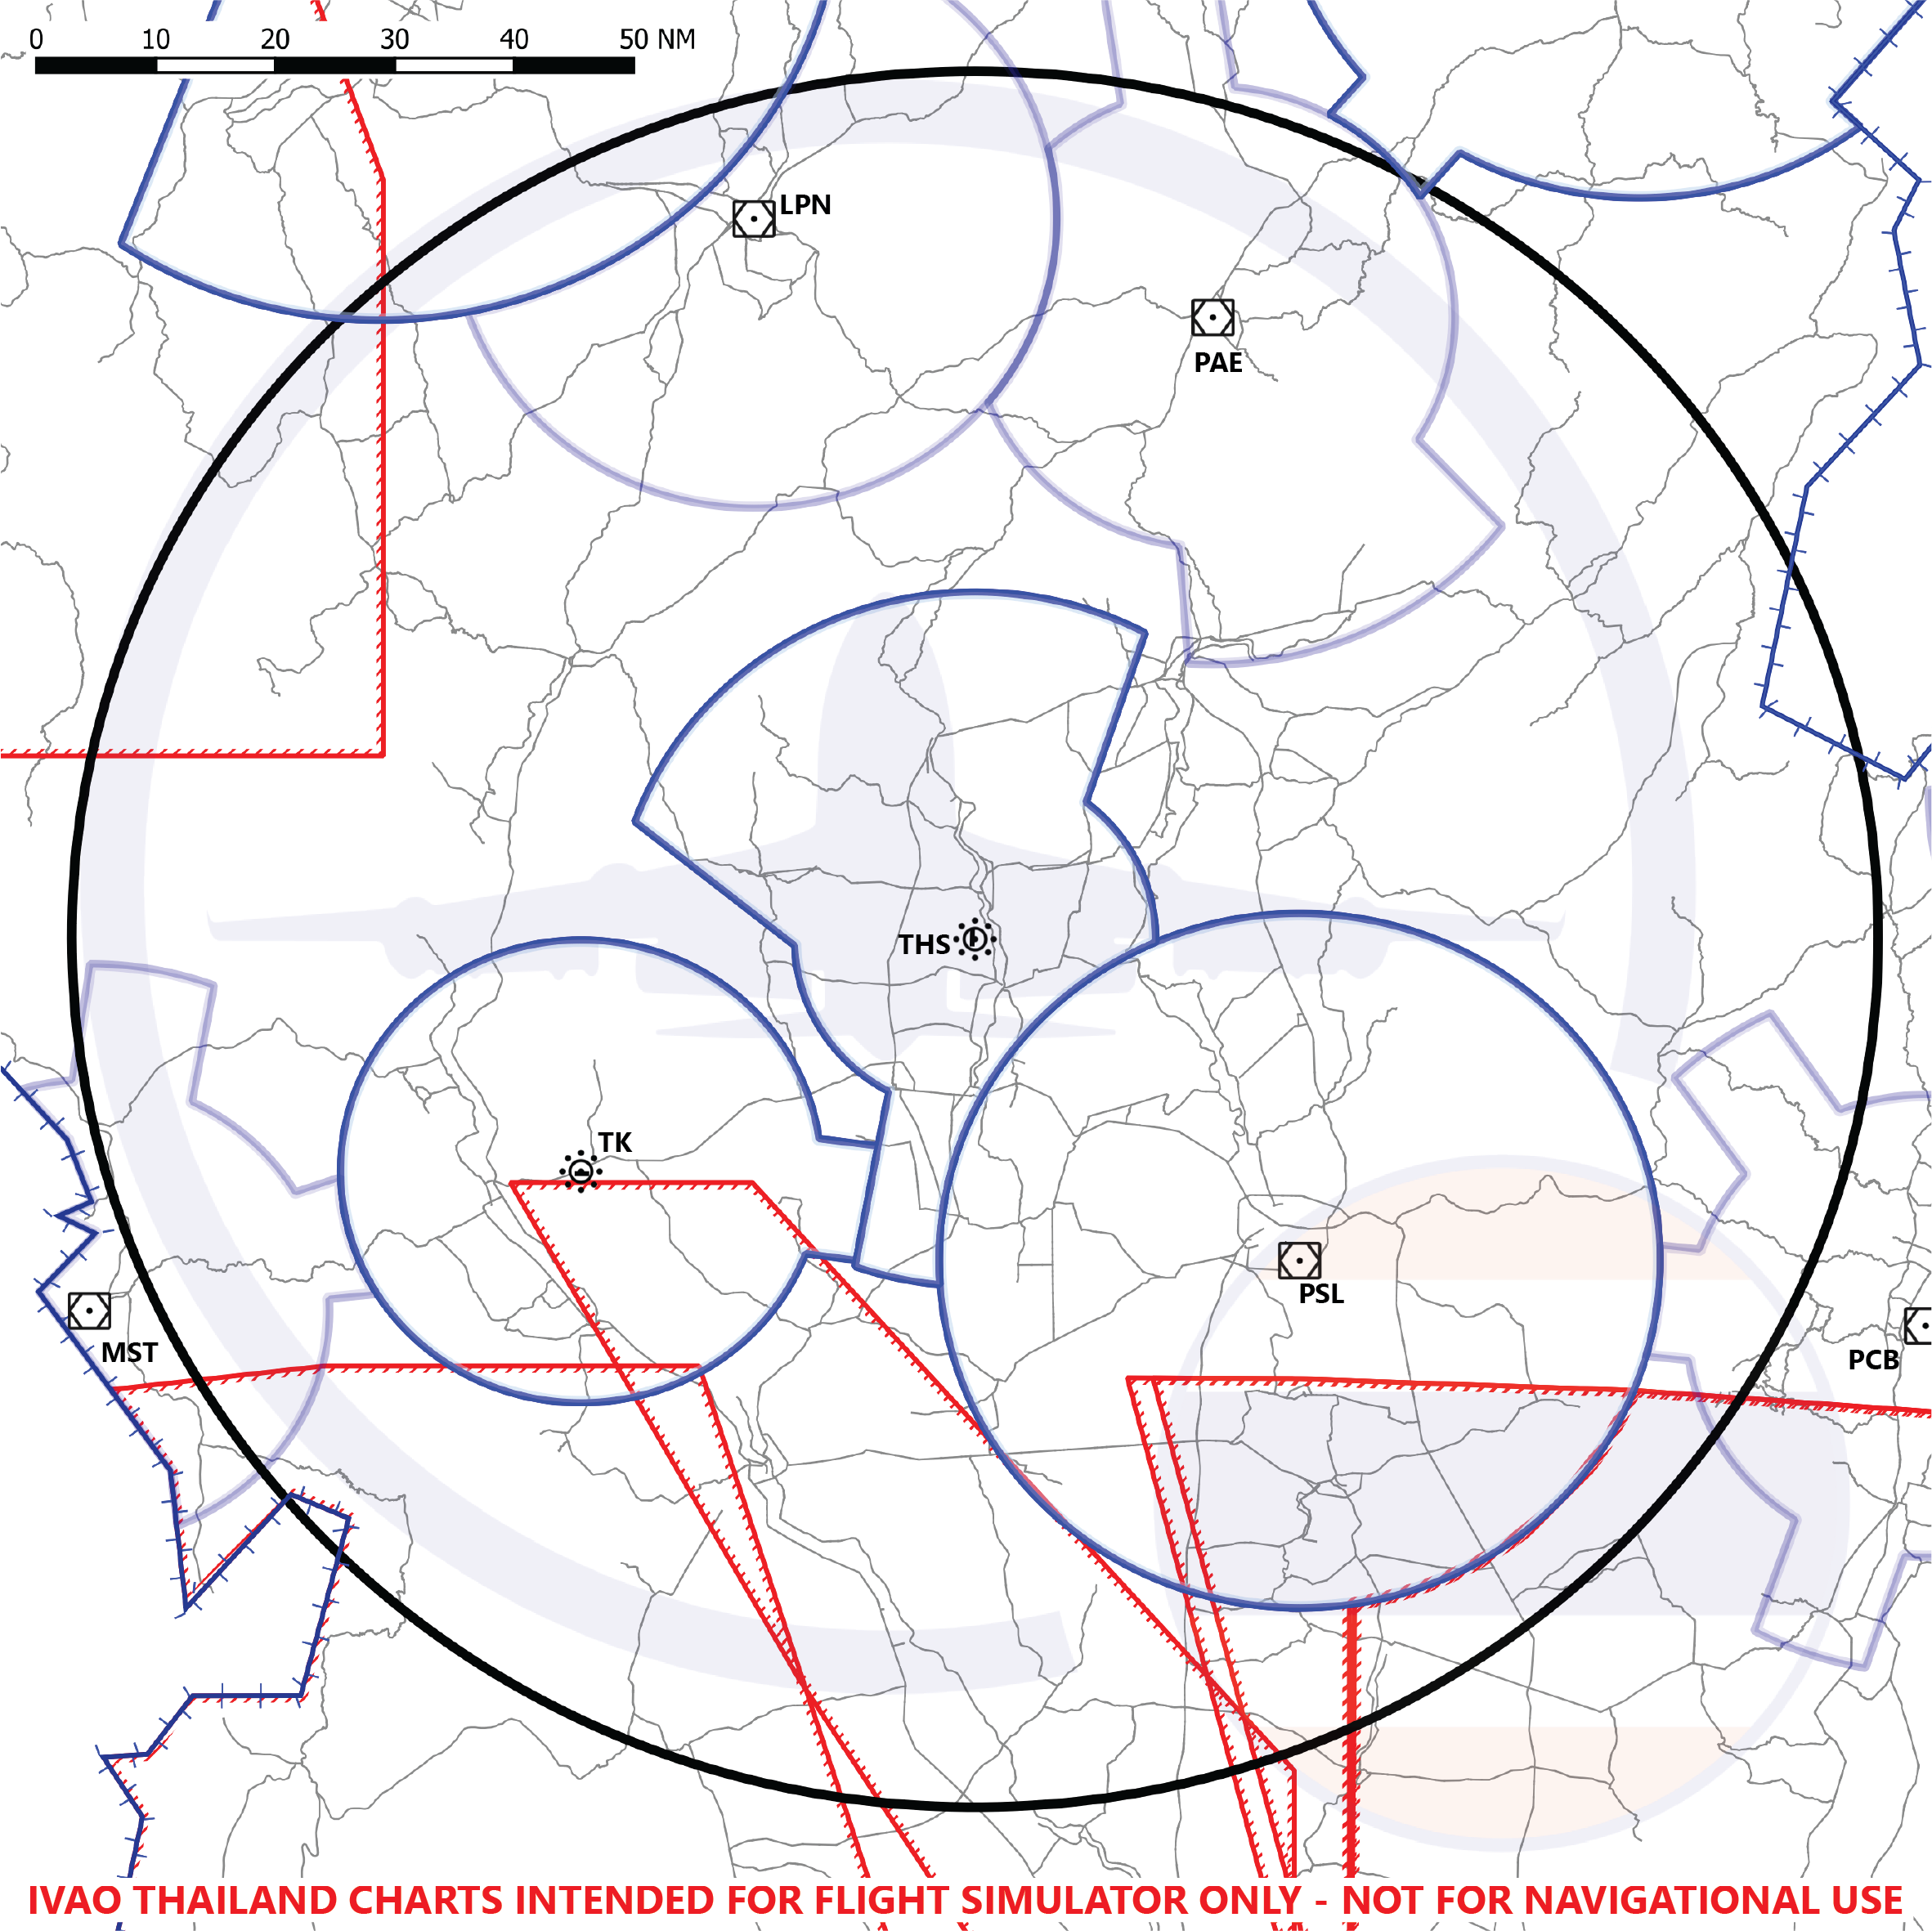 0 10 20 30 40 50 NM
LPN
PAE
THS
TK
PSL
MST
PCB
IVAO THAILAND CHARTS INTENDED FOR FLIGHT SIMULATOR ONLY - NOT FOR NAVIGATIONAL USE